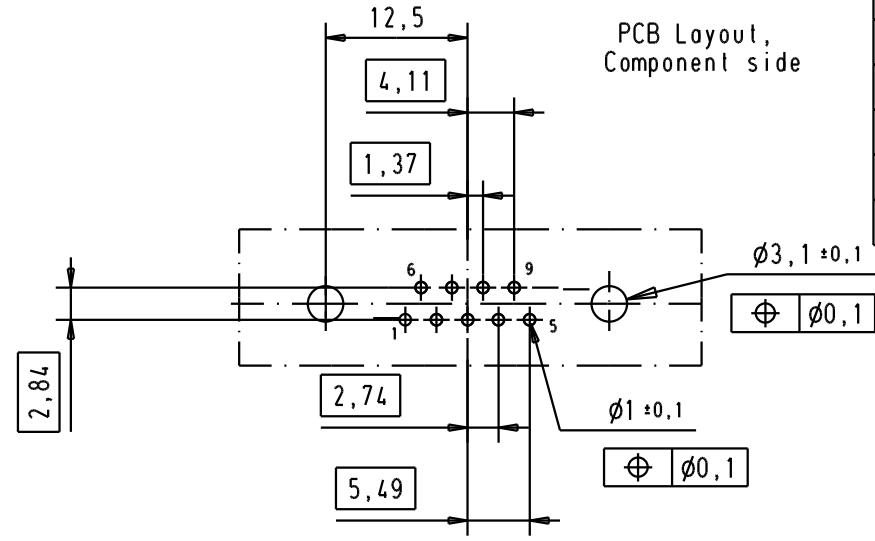 12,5
PCB Layout,
Component side
4,11
1,37
Ø3,1 ±0,1
6
9
Ø0,1
1
5
2,84
2,74
Ø1 ±0,1
Ø0,1
5,49